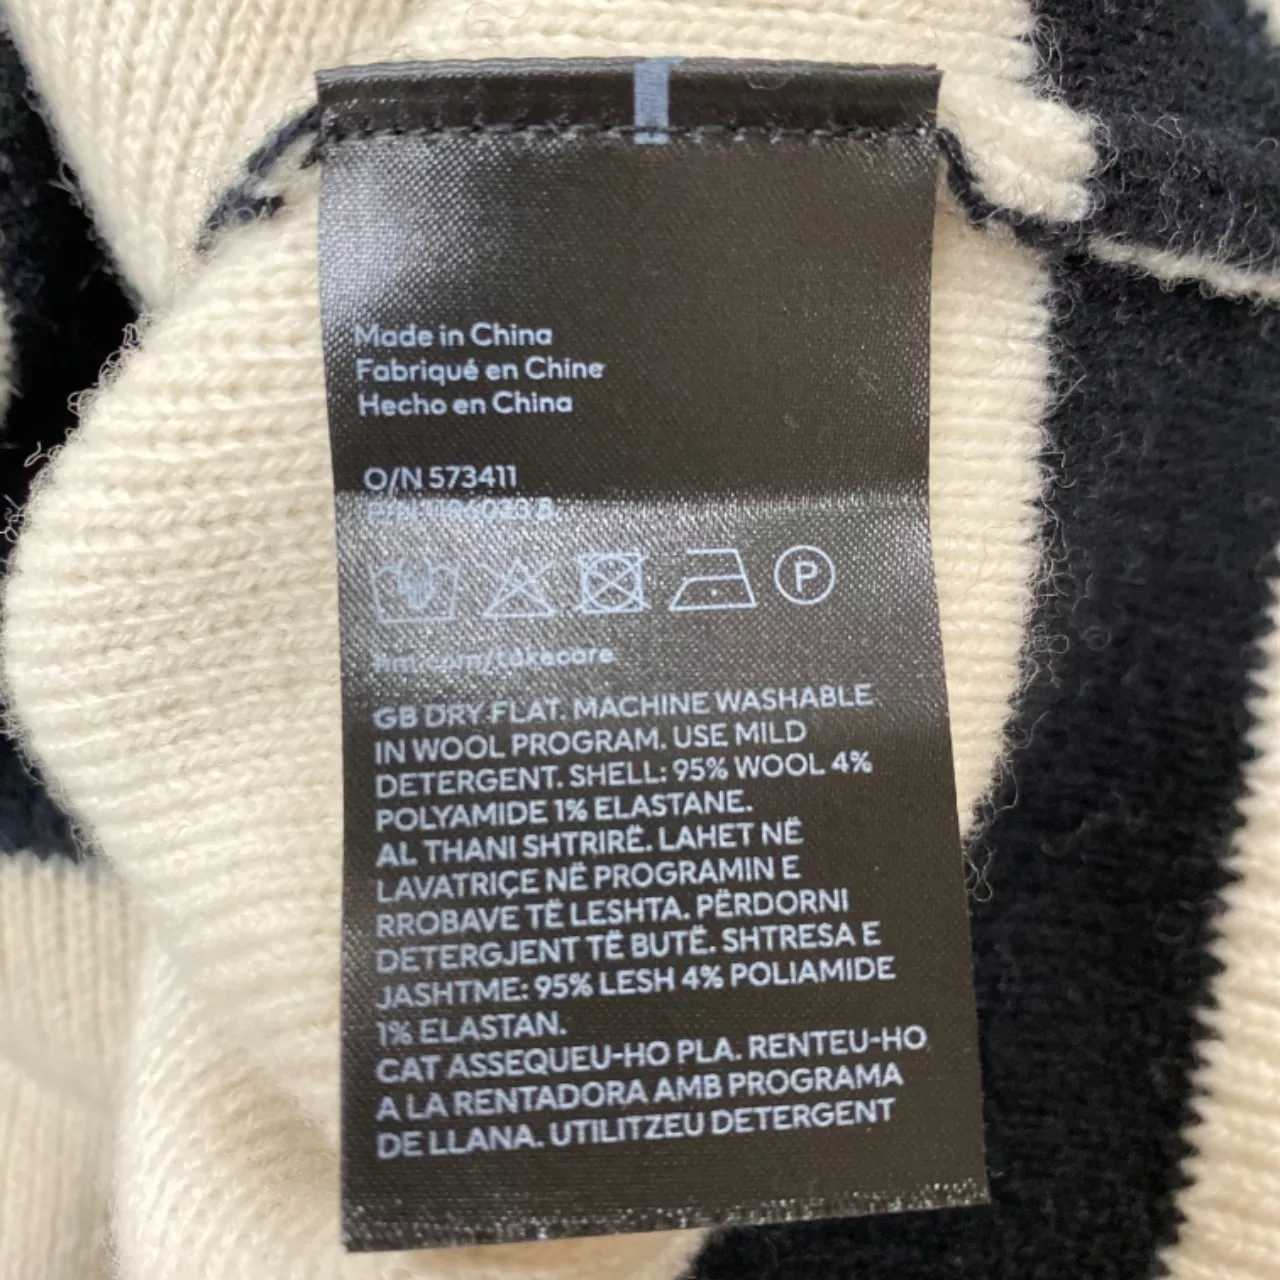 Made in China
Fabriqué en Chine
Hecho en China
O/N 573411
P
hm.com/takecare
GB DRY FLAT. MACHINE WASHABLE
IN WOOL PROGRAM. USE MILD
DETERGENT. SHELL: 95% WOOL 4%
POLYAMIDE 1% ELASTANE.
AL THANI SHTRIRË. LAHET NË
LAVATRIÇE NË PROGRAMIN E
RROBAVE TË LESHTA. PËRDORNI
DETERGJENT TË BUTË. SHTRESA E
JASHTME: 95% LESH 4% POLIAMIDE
1% ELASTAN.
CAT ASSEQUEU-HO PLA. RENTEU-HO
A LA RENTADORA AMB PROGRAMA
DE LLANA. UTILITZEU DETERGENT